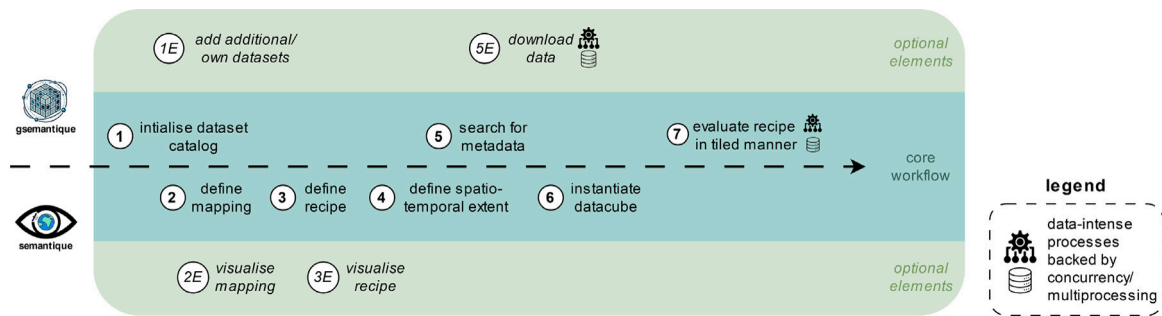 1E
add additional/
own datasets
5E
download
data
optional
elements
gsemantique
1
intialise dataset
catalog
5
search for
metadata
7
evaluate recipe
in tiled manner
core
workflow
2
define
mapping
3
define
recipe
4
define spatio-
temporal extent
6
instantiate
datacube
semantique
2E
visualise
mapping
3E
visualise
recipe
optional
elements
legend
data-intense
processes
backed by
concurrency/
multiprocessing